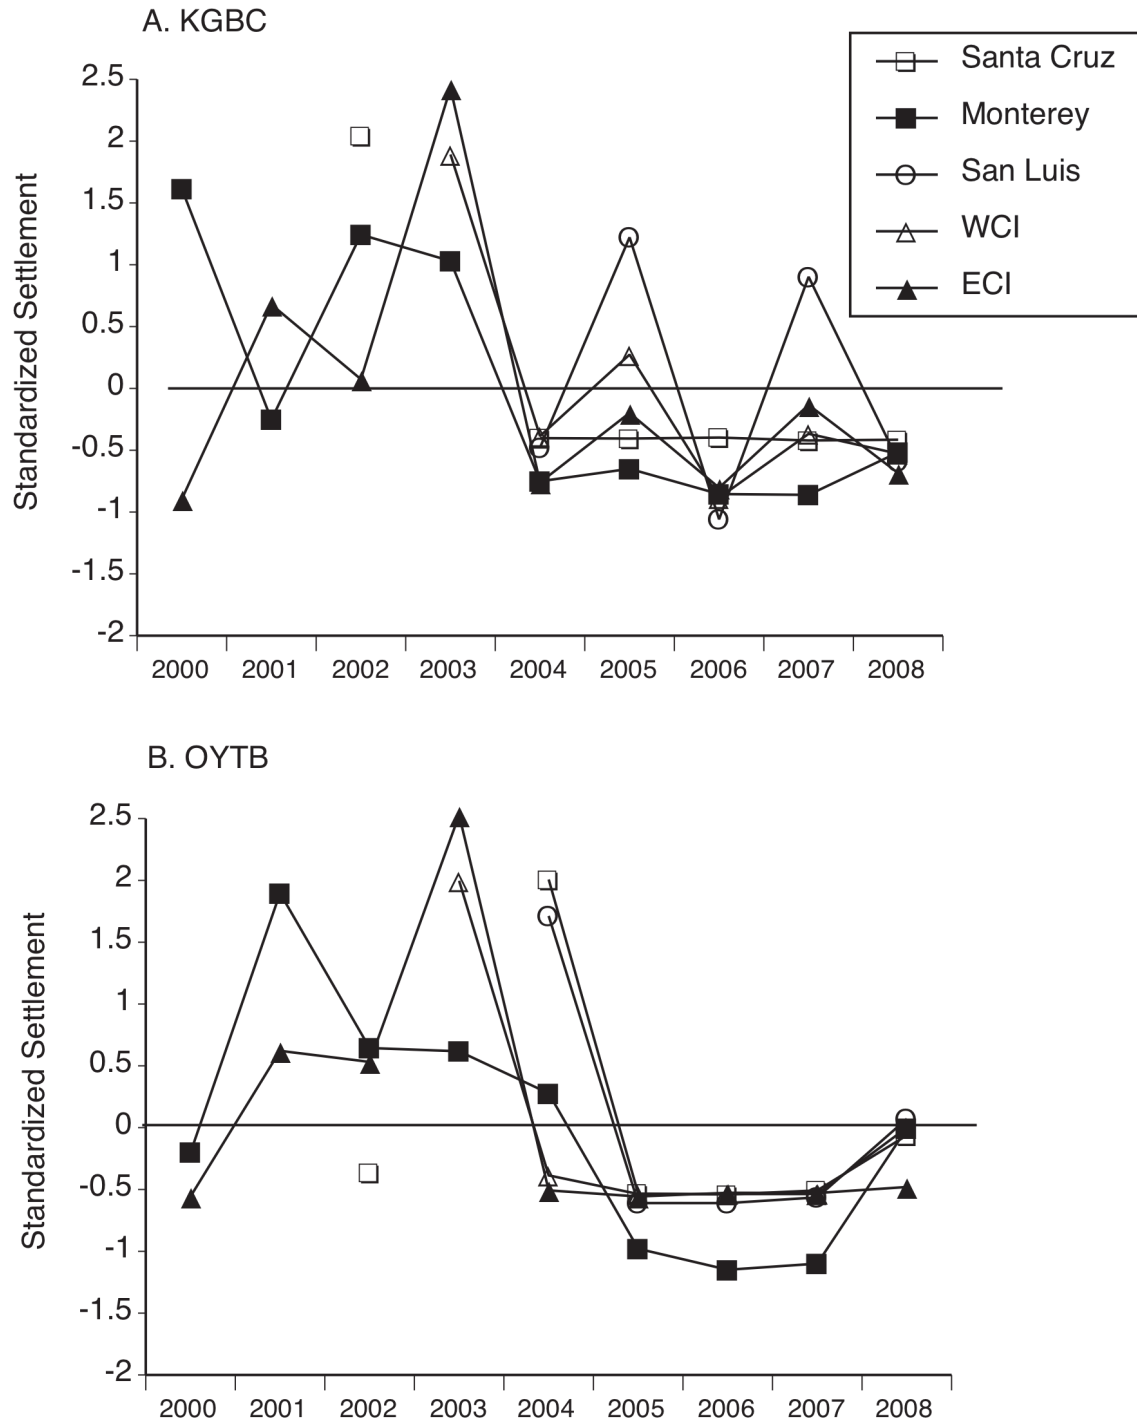 A. KGBC
Santa Cruz
Monterey
San Luis
WCI
ECI
Standardized Settlement
2.5
2
1.5
1
0.5
0
-0.5
-1
-1.5
-2
2000 2001 2002 2003 2004 2005 2006 2007 2008
B. OYTB
Standardized Settlement
2.5
2
1.5
1
0.5
0
-0.5
-1
-1.5
-2
2000 2001 2002 2003 2004 2005 2006 2007 2008